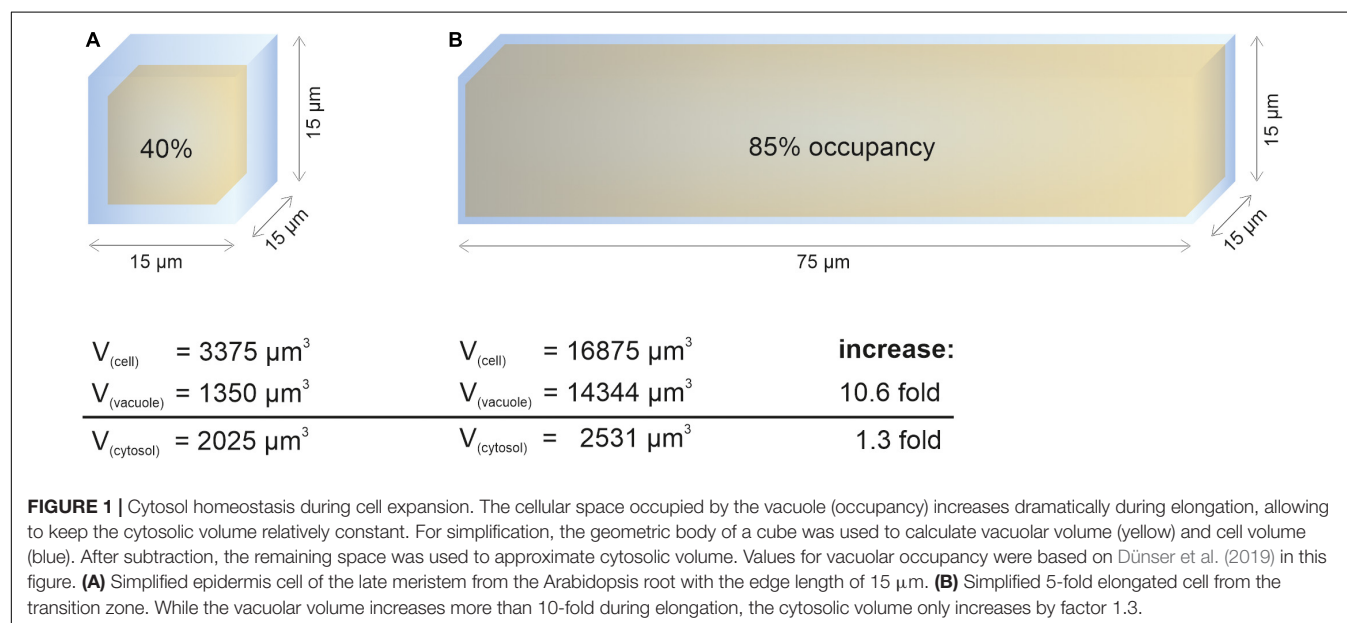 A
B
40%
85% occupancy
15 µm
15 µm
15 µm
15 µm
15 µm
75 µm
V(cell) = 3375 µm³
V(cell) = 16875 µm³
increase:
V(vacuole) = 1350 µm³
V(vacuole) = 14344 µm³
10.6 fold
V(cytosol) = 2025 µm³
V(cytosol) = 2531 µm³
1.3 fold
FIGURE 1 | Cytosol homeostasis during cell expansion. The cellular space occupied by the vacuole (occupancy) increases dramatically during elongation, allowing
to keep the cytosolic volume relatively constant. For simplification, the geometric body of a cube was used to calculate vacuolar volume (yellow) and cell volume
(blue). After subtraction, the remaining space was used to approximate cytosolic volume. Values for vacuolar occupancy were based on Dünser et al. (2019) in this
figure. (A) Simplified epidermis cell of the late meristem from the Arabidopsis root with the edge length of 15 µm. (B) Simplified 5-fold elongated cell from the
transition zone. While the vacuolar volume increases more than 10-fold during elongation, the cytosolic volume only increases by factor 1.3.